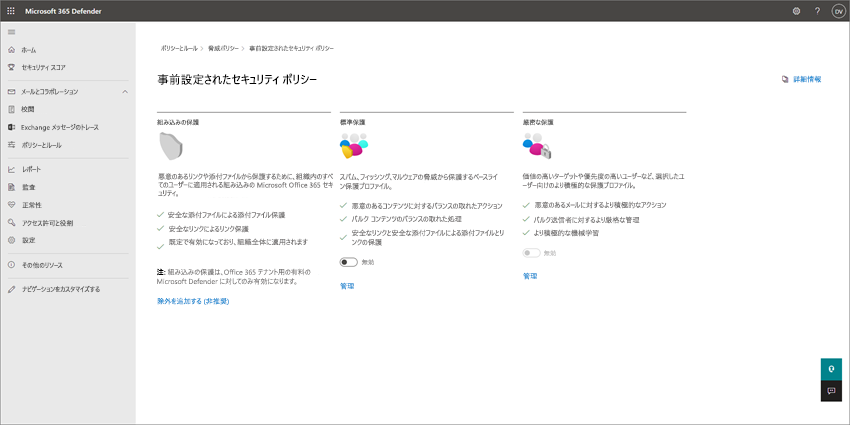 Microsoft 365 Defender
?
DV
ホーム
セキュリティ スコア
メールとコラボレーション
校閲
Exchange メッセージのトレース
ポリシーとルール
レポート
監査
正常性
アクセス許可と役割
設定
その他のリソース
ナビゲーションをカスタマイズする
ポリシーとルール > 脅威ポリシー > 事前設定されたセキュリティ ポリシー
事前設定されたセキュリティ ポリシー
詳細情報
組み込みの保護
悪意のあるリンクや添付ファイルから保護するために、組織内のすべ
てのユーザーに適用される組み込みの Microsoft Office 365 セキ
ュリティ。
安全な添付ファイルによる添付ファイル保護
安全なリンクによるリンク保護
既定で有効になっており、組織全体に適用されます
注: 組み込みの保護は、Office 365 テナント用の有料の
Microsoft Defender に対してのみ有効になります。
除外を追加する (非推奨)
標準保護
スパム、フィッシング、マルウェアの脅威から保護するベースライ
ン保護プロファイル。
悪意のあるコンテンツに対するバランスの取れたアクション
バルク コンテンツのバランスの取れた処理
安全なリンクと安全な添付ファイルによる添付ファイルとリ
ンクの保護
無効
管理
厳密な保護
価値の高いターゲットや優先度の高いユーザーなど、選択したユ
ーザー向けのより積極的な保護プロファイル。
悪意のあるメールに対するより積極的なアクション
バルク送信者に対するより厳格な管理
より積極的な機械学習
無効
管理